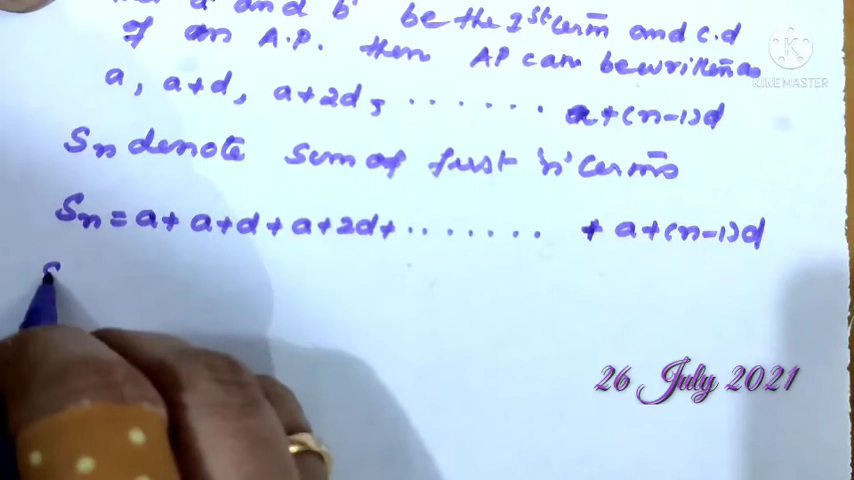 a and b be the 1st term and c.d
of an A.P. then AP can be written as
a, a+d, a+2d, ....... a+(n-1)d
Sn denote sum of first 'n' terms
Sn = a + a+d + a+2d + ....... + a+(n-1)d
S
K
KINEMASTER
26 July 2021